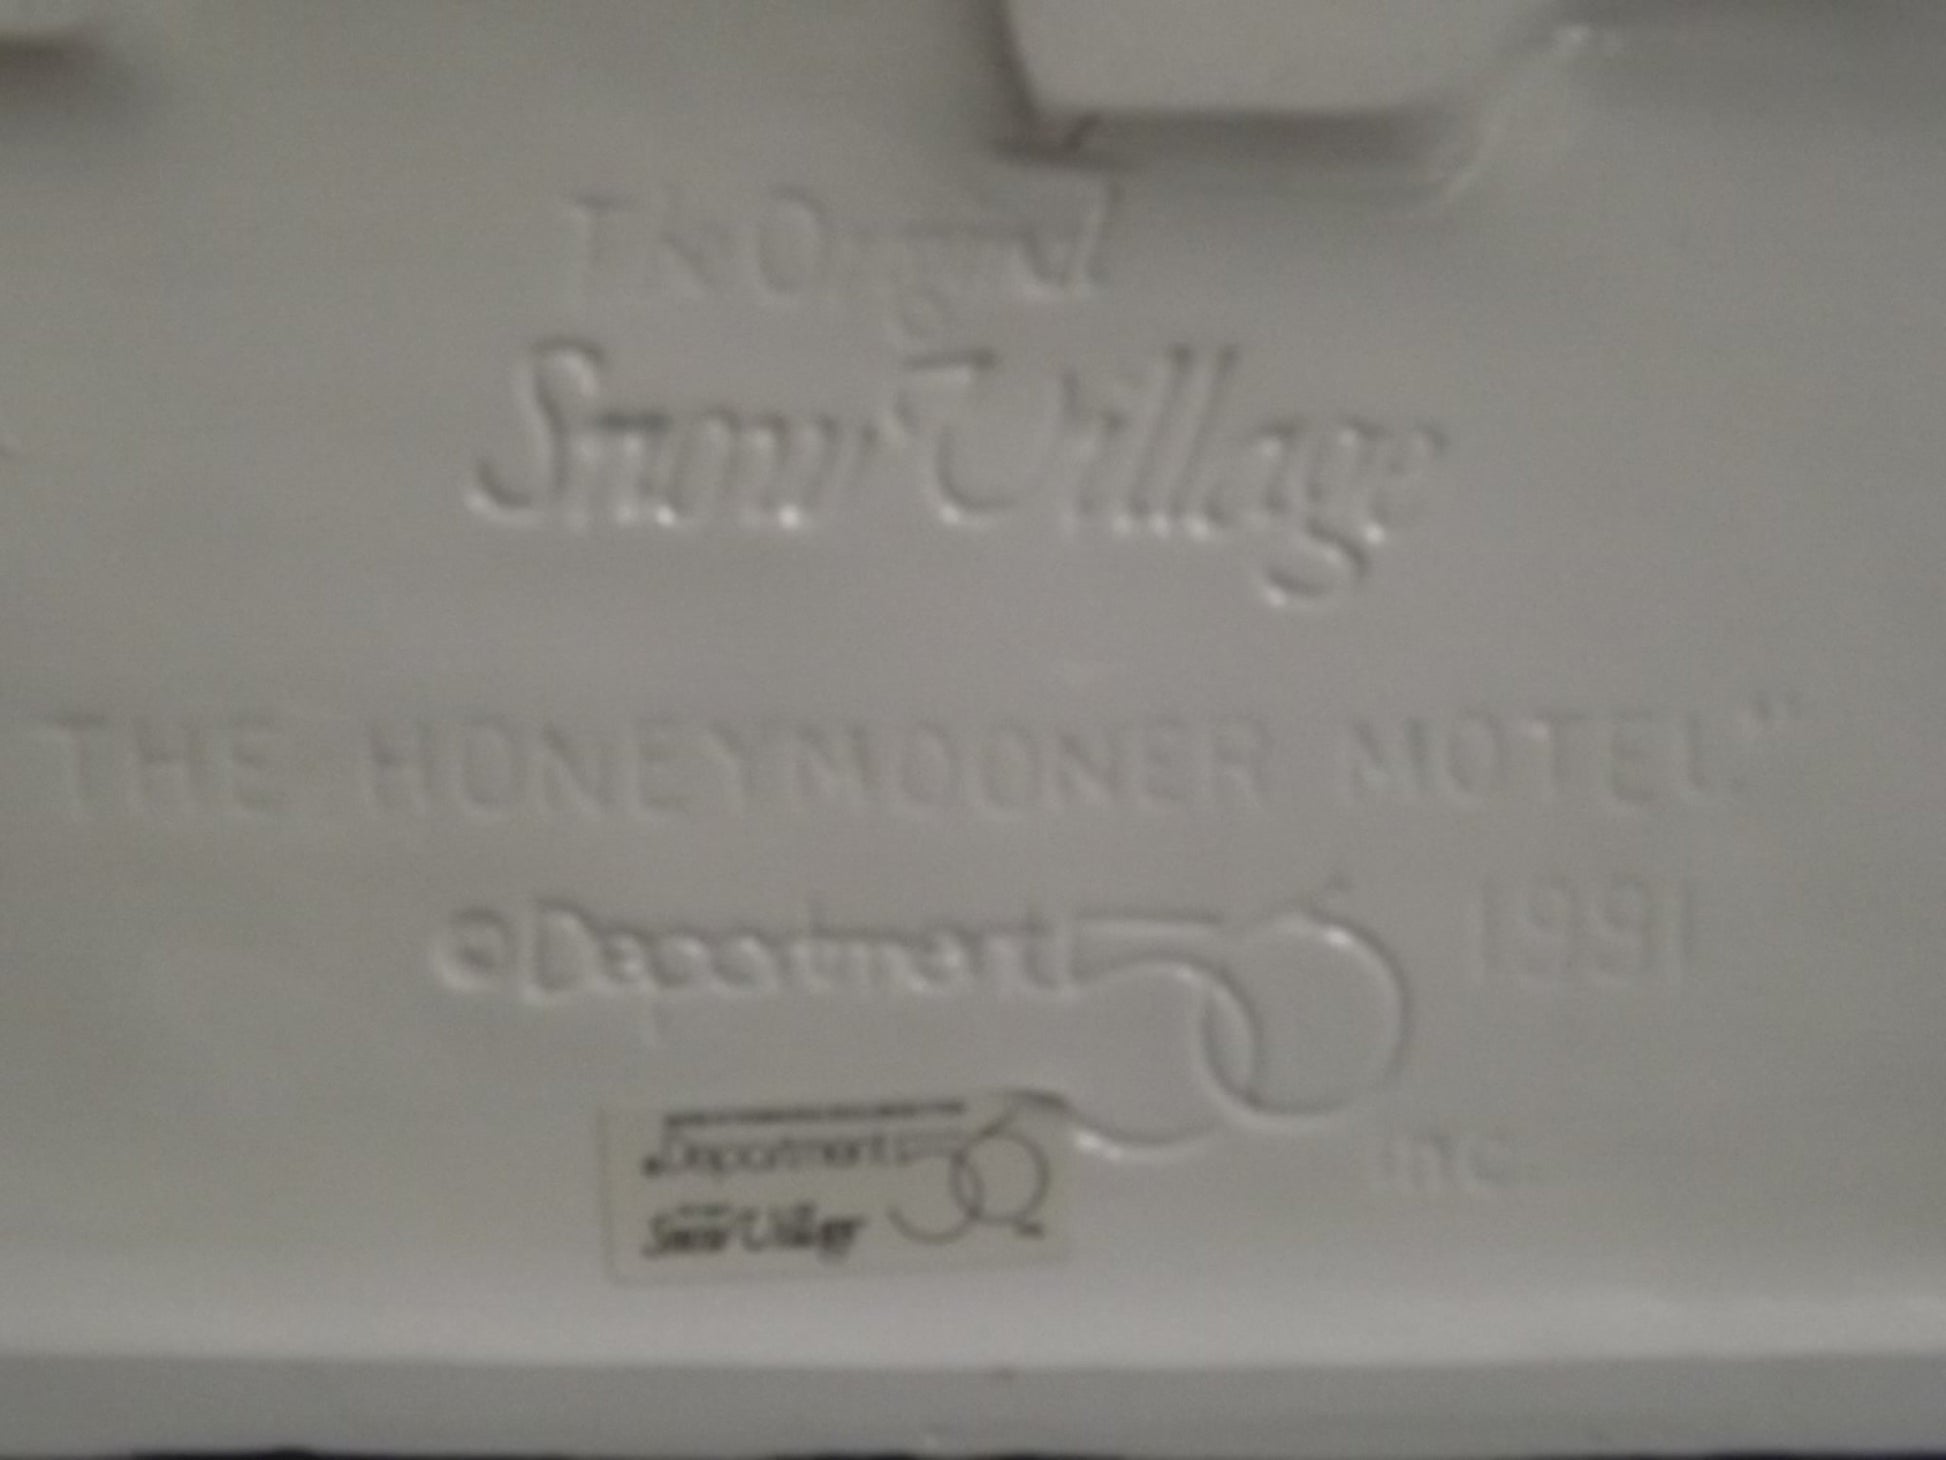 The Original
Snow Village
THE HONEYMOONER MOTEL"
© Department 56 1991
Inc.
Department 56
Snow Village